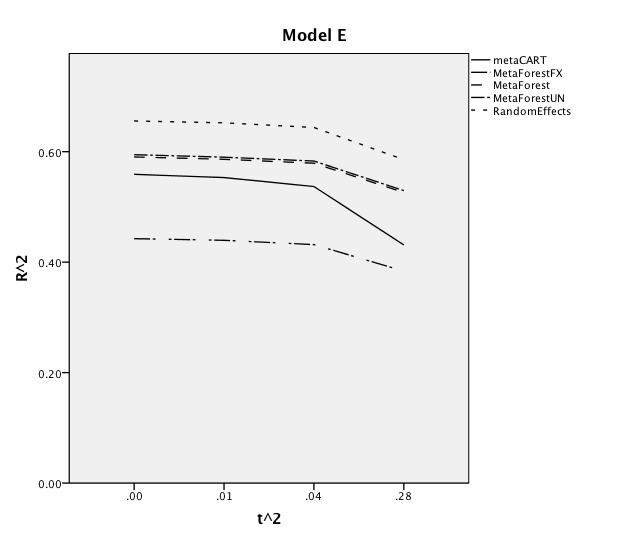 Model E
metaCART
MetaForestFX
MetaForest
MetaForestUN
RandomEffects
R^2
0.60
0.40
0.20
0.00
.00 .01 .04 .28
t^2